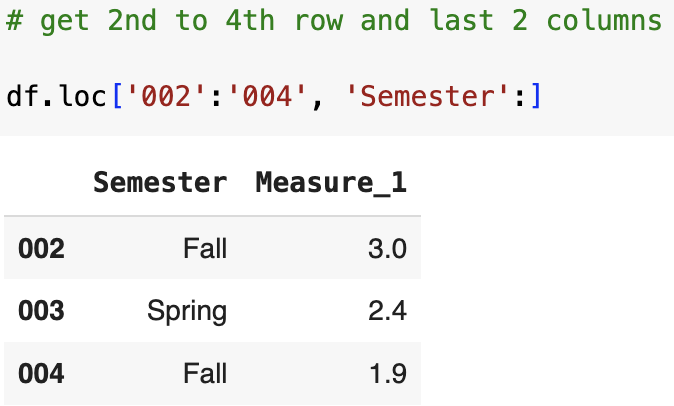 # get 2nd to 4th row and last 2 columns
df.loc['002':'004', 'Semester':]
Semester Measure_1
002 Fall 3.0
003 Spring 2.4
004 Fall 1.9